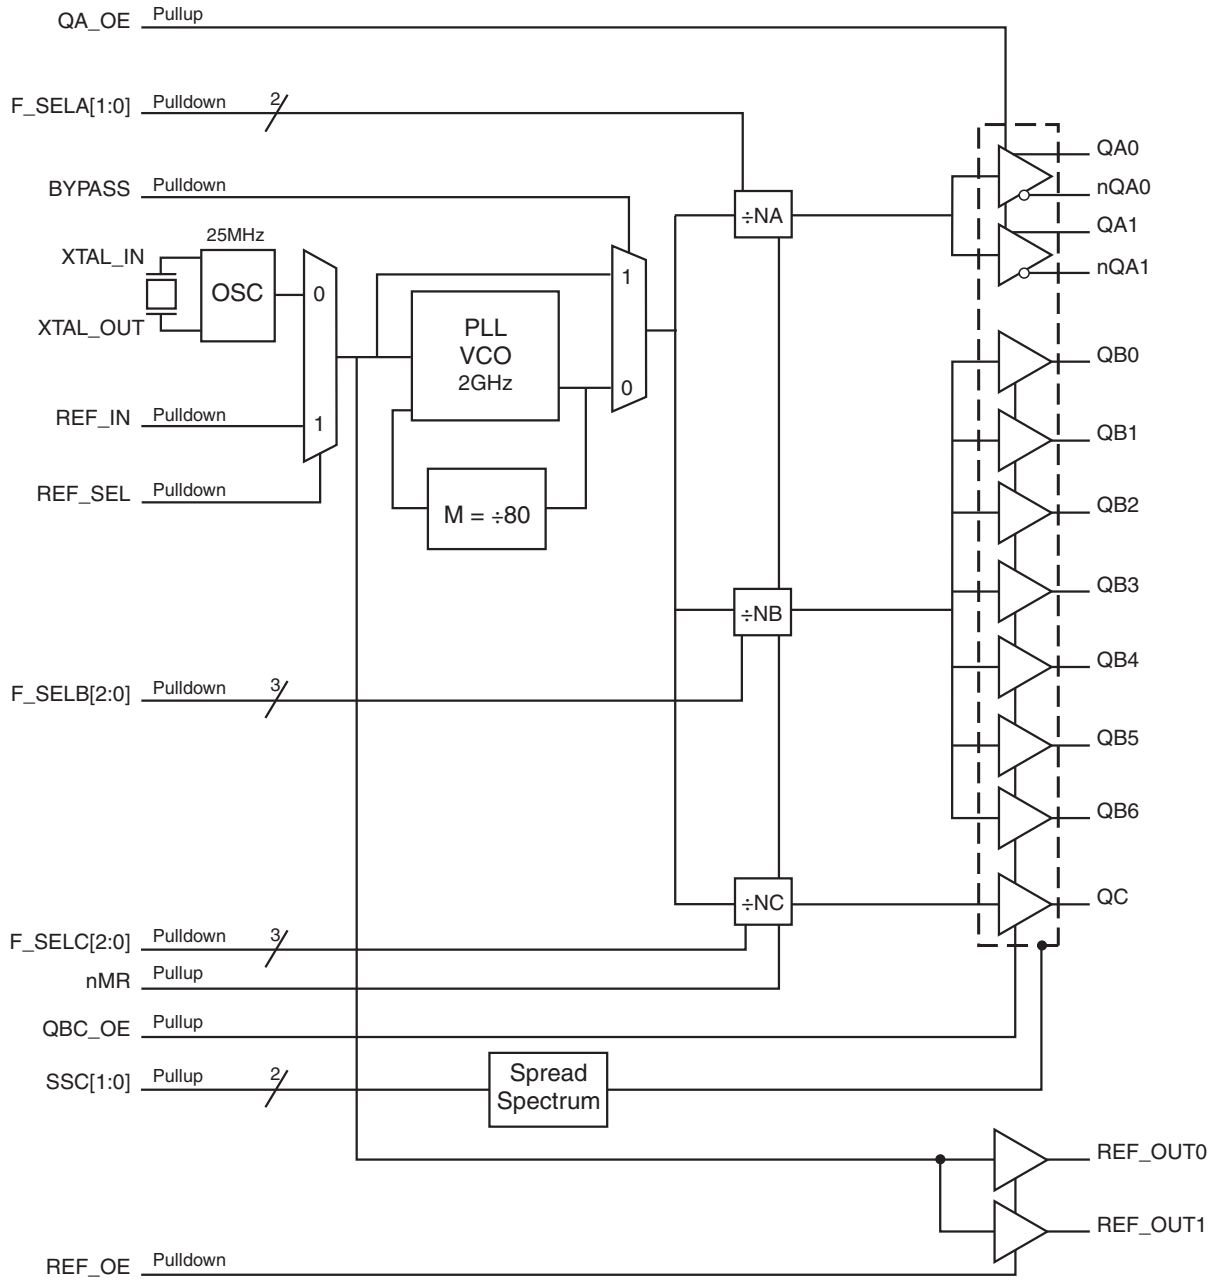 QA_OE Pullup
F_SELA[1:0] Pulldown 2
BYPASS Pulldown
25MHz
XTAL_IN
OSC
XTAL_OUT
0
1
REF_IN Pulldown
REF_SEL Pulldown
PLL
VCO
2GHz
M = ÷80
1
0
÷NA
÷NB
÷NC
QA0
nQA0
QA1
nQA1
QB0
QB1
QB2
QB3
QB4
QB5
QB6
QC
F_SELB[2:0] Pulldown 3
F_SELC[2:0] Pulldown 3
nMR Pullup
QBC_OE Pullup
SSC[1:0] Pullup 2
Spread
Spectrum
REF_OUT0
REF_OUT1
REF_OE Pulldown